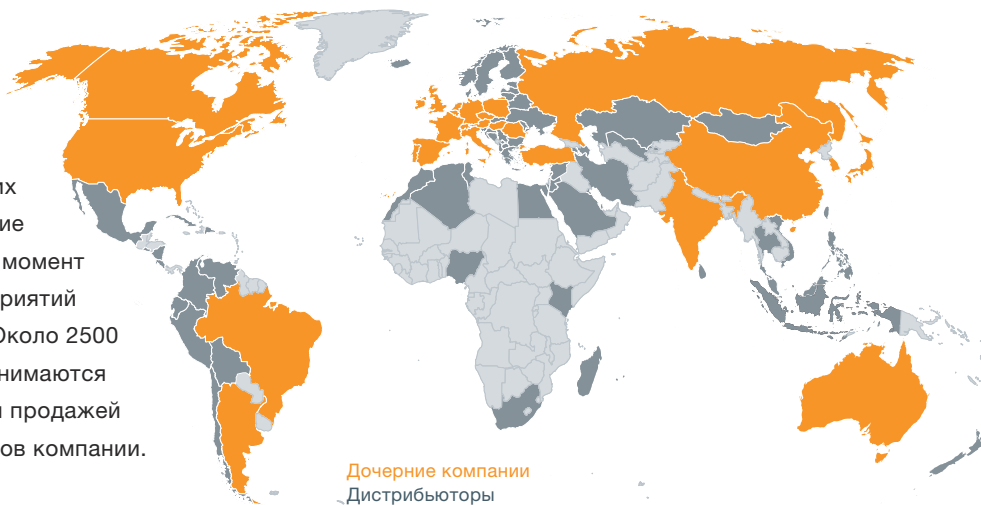 их
ие
момент
риятий
Около 2500
нимаются
и продажей
ов компании.
Дочерние компании
Дистрибьюторы